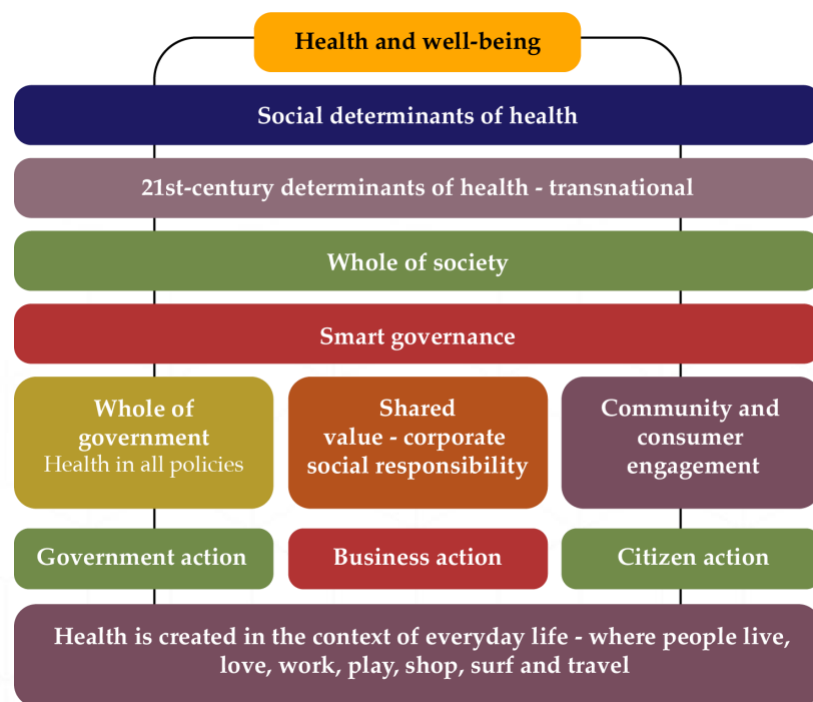 Health and well-being
Social determinants of health
21st-century determinants of health - transnational
Whole of society
Smart governance
Whole of
government
Health in all policies
Shared
value - corporate
social responsibility
Community and
consumer
engagement
Government action
Business action
Citizen action
Health is created in the context of everyday life - where people live,
love, work, play, shop, surf and travel